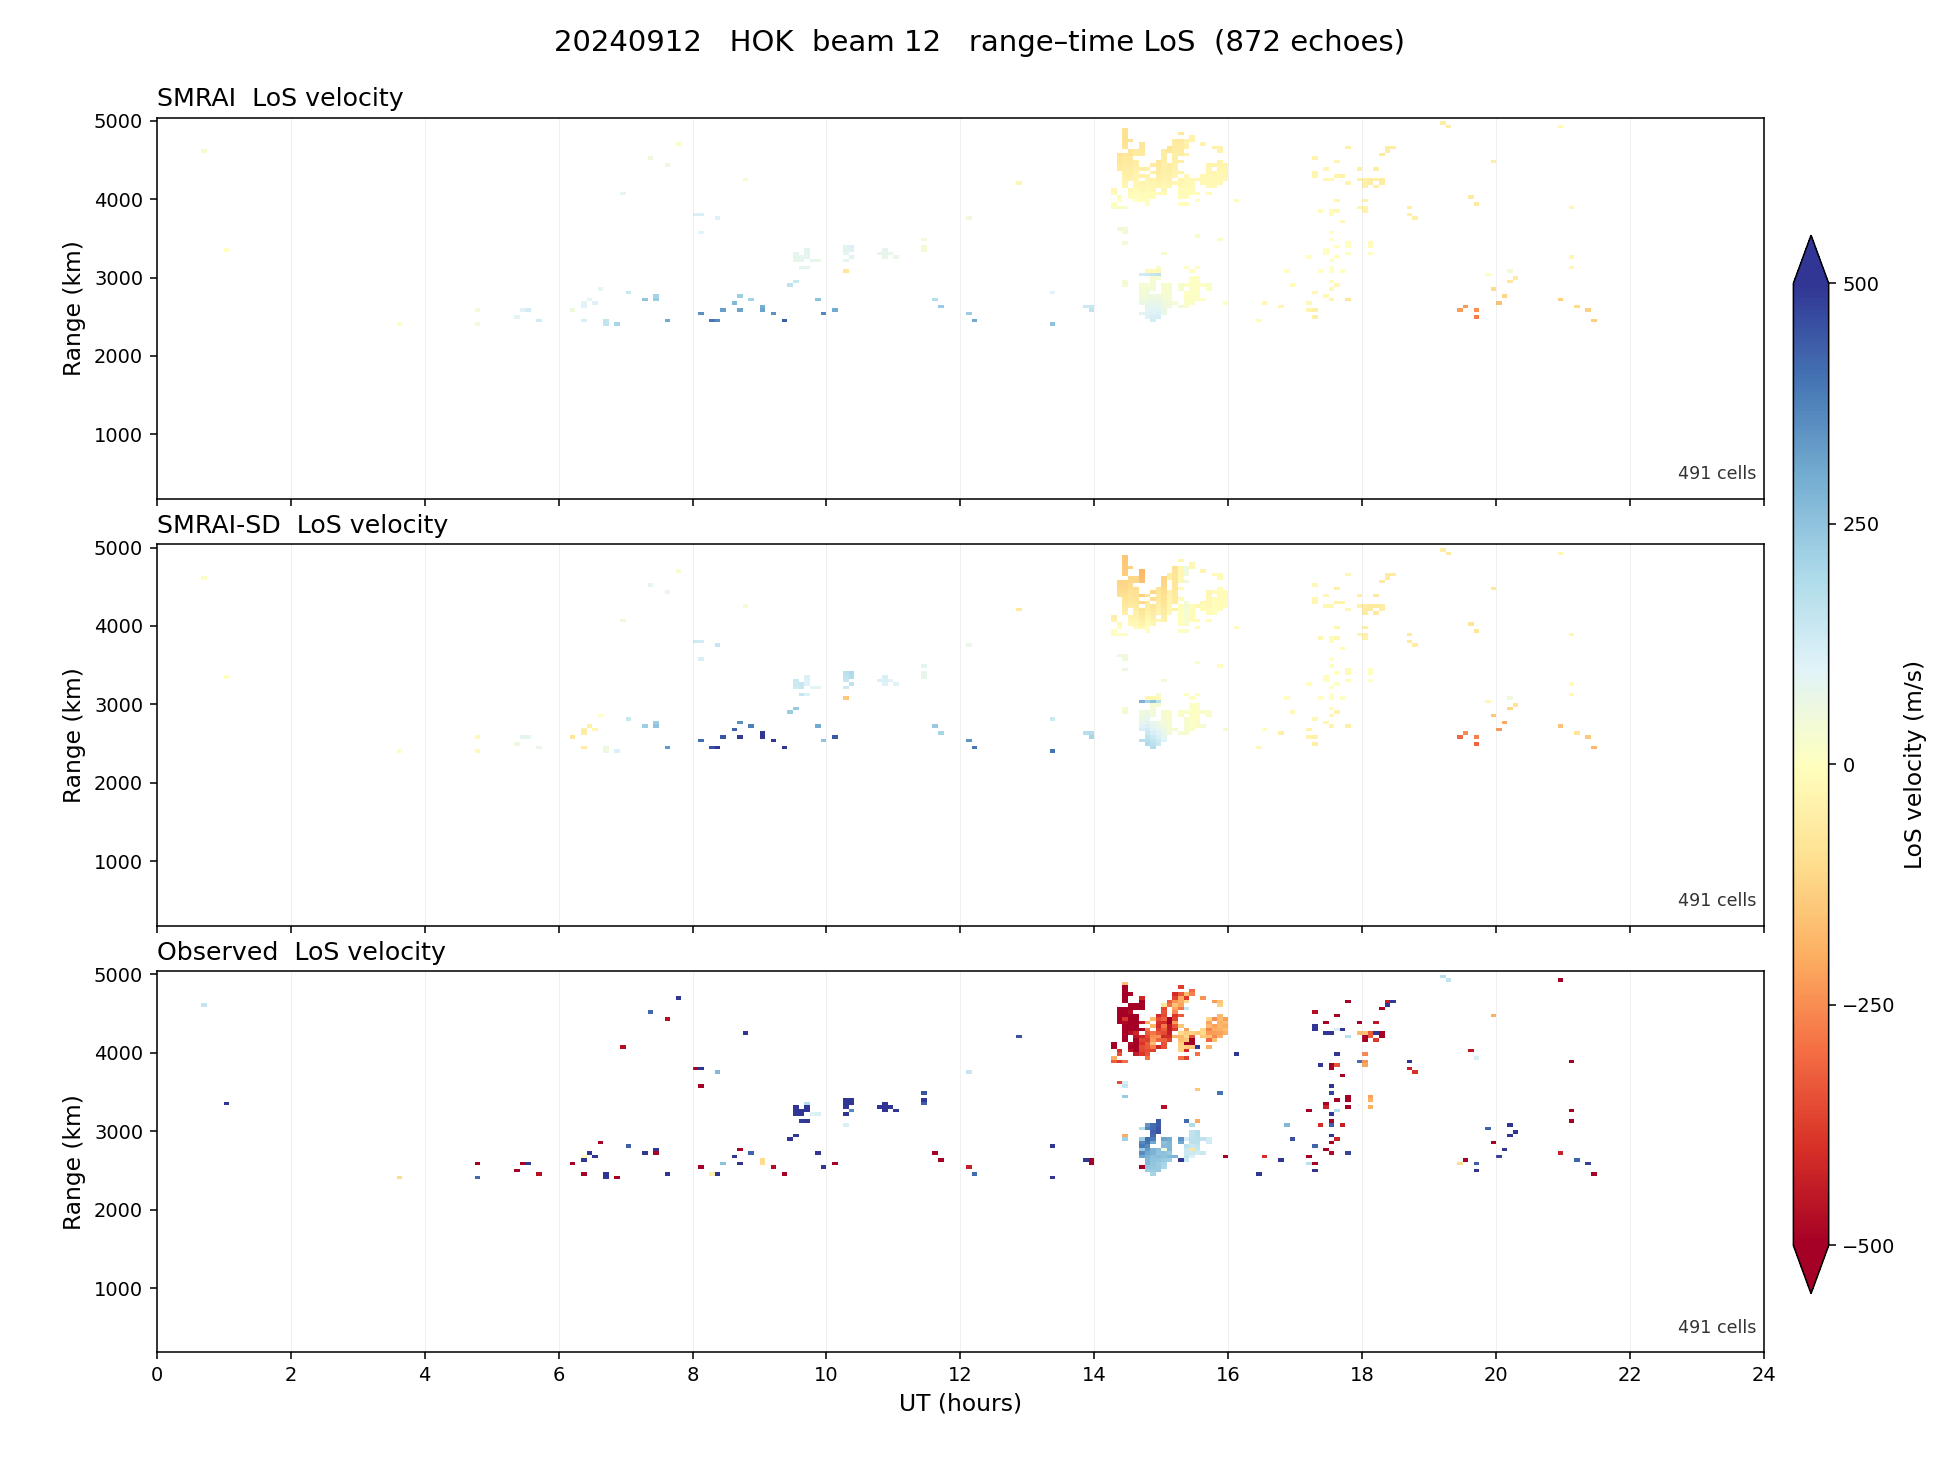 20240912   HOK  beam 12   range–time LoS  (872 echoes)
SMRAI  LoS velocity
5000
4000
3000
2000
1000
Range (km)
491 cells
SMRAI-SD  LoS velocity
5000
4000
3000
2000
1000
Range (km)
491 cells
Observed  LoS velocity
5000
4000
3000
2000
1000
Range (km)
491 cells
0 2 4 6 8 10 12 14 16 18 20 22 24
UT (hours)
500
250
0
−250
−500
LoS velocity (m/s)